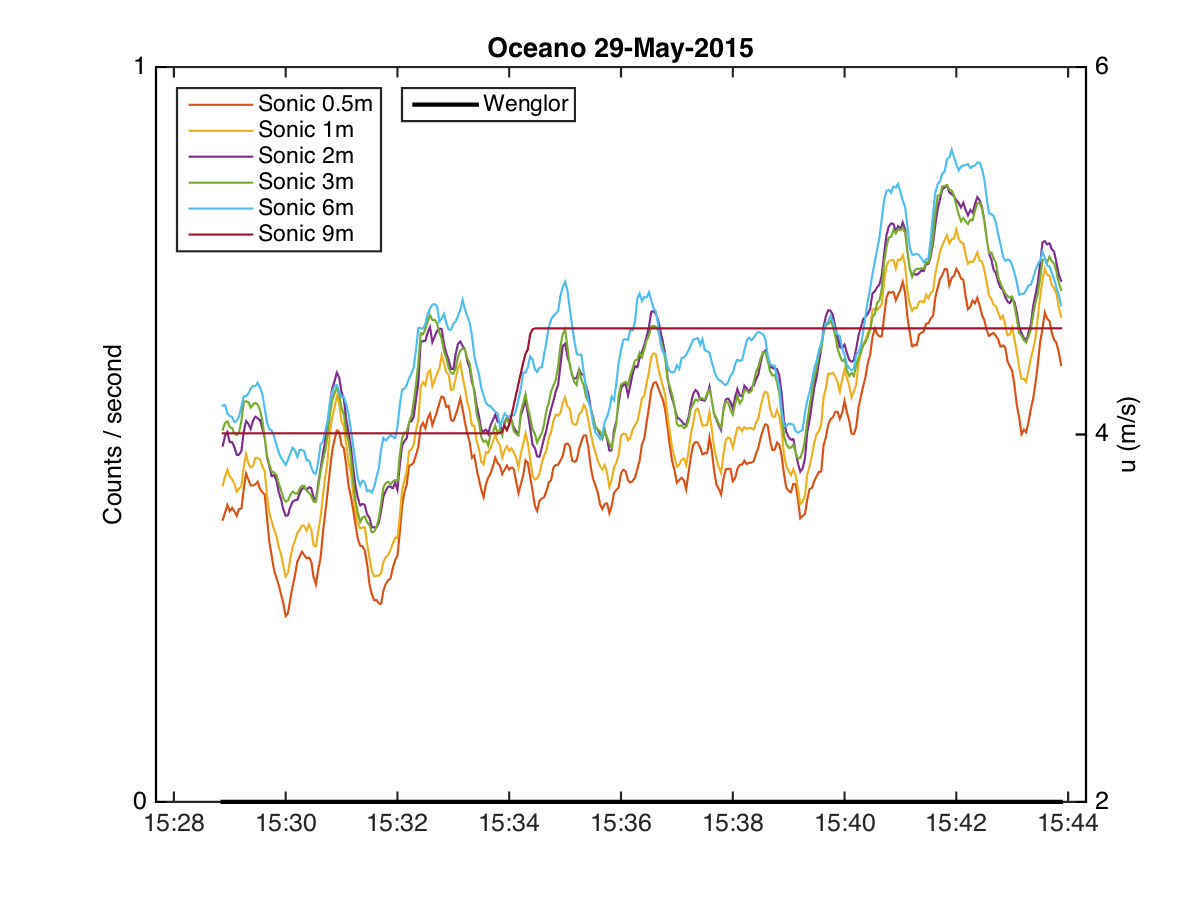 Oceano 29-May-2015
1
6
Sonic 0.5m
Wenglor
Sonic 1m
Sonic 2m
Sonic 3m
Sonic 6m
Sonic 9m
Counts / second
4
u (m/s)
0
2
15:28 15:30 15:32 15:34 15:36 15:38 15:40 15:42 15:44